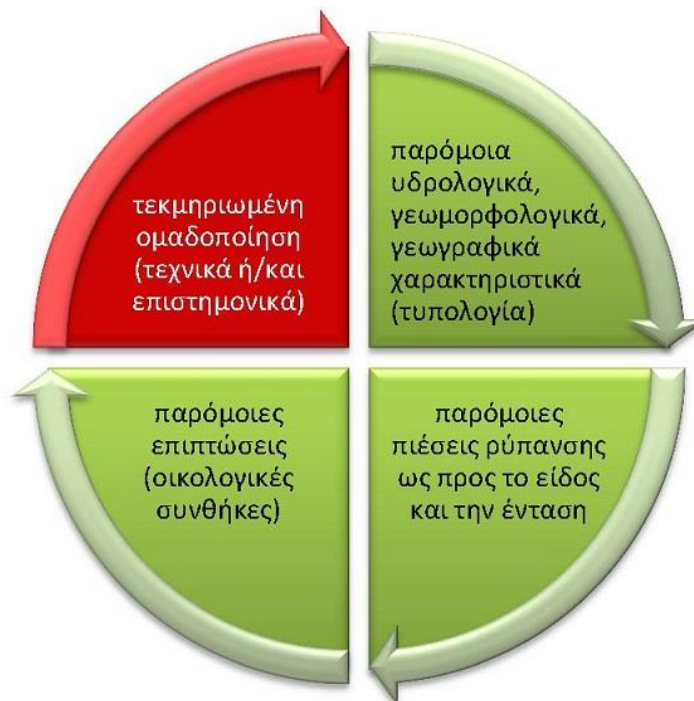 τεκμηριωμένη
ομαδοποίηση
(τεχνικά ή/και
επιστημονικά)
παρόμοια
υδρολογικά,
γεωμορφολογικά,
γεωγραφικά
χαρακτηριστικά
(τυπολογία)
παρόμοιες
επιπτώσεις
(οικολογικές
συνθήκες)
παρόμοιες
πιέσεις ρύπανσης
ως προς το είδος
και την ένταση